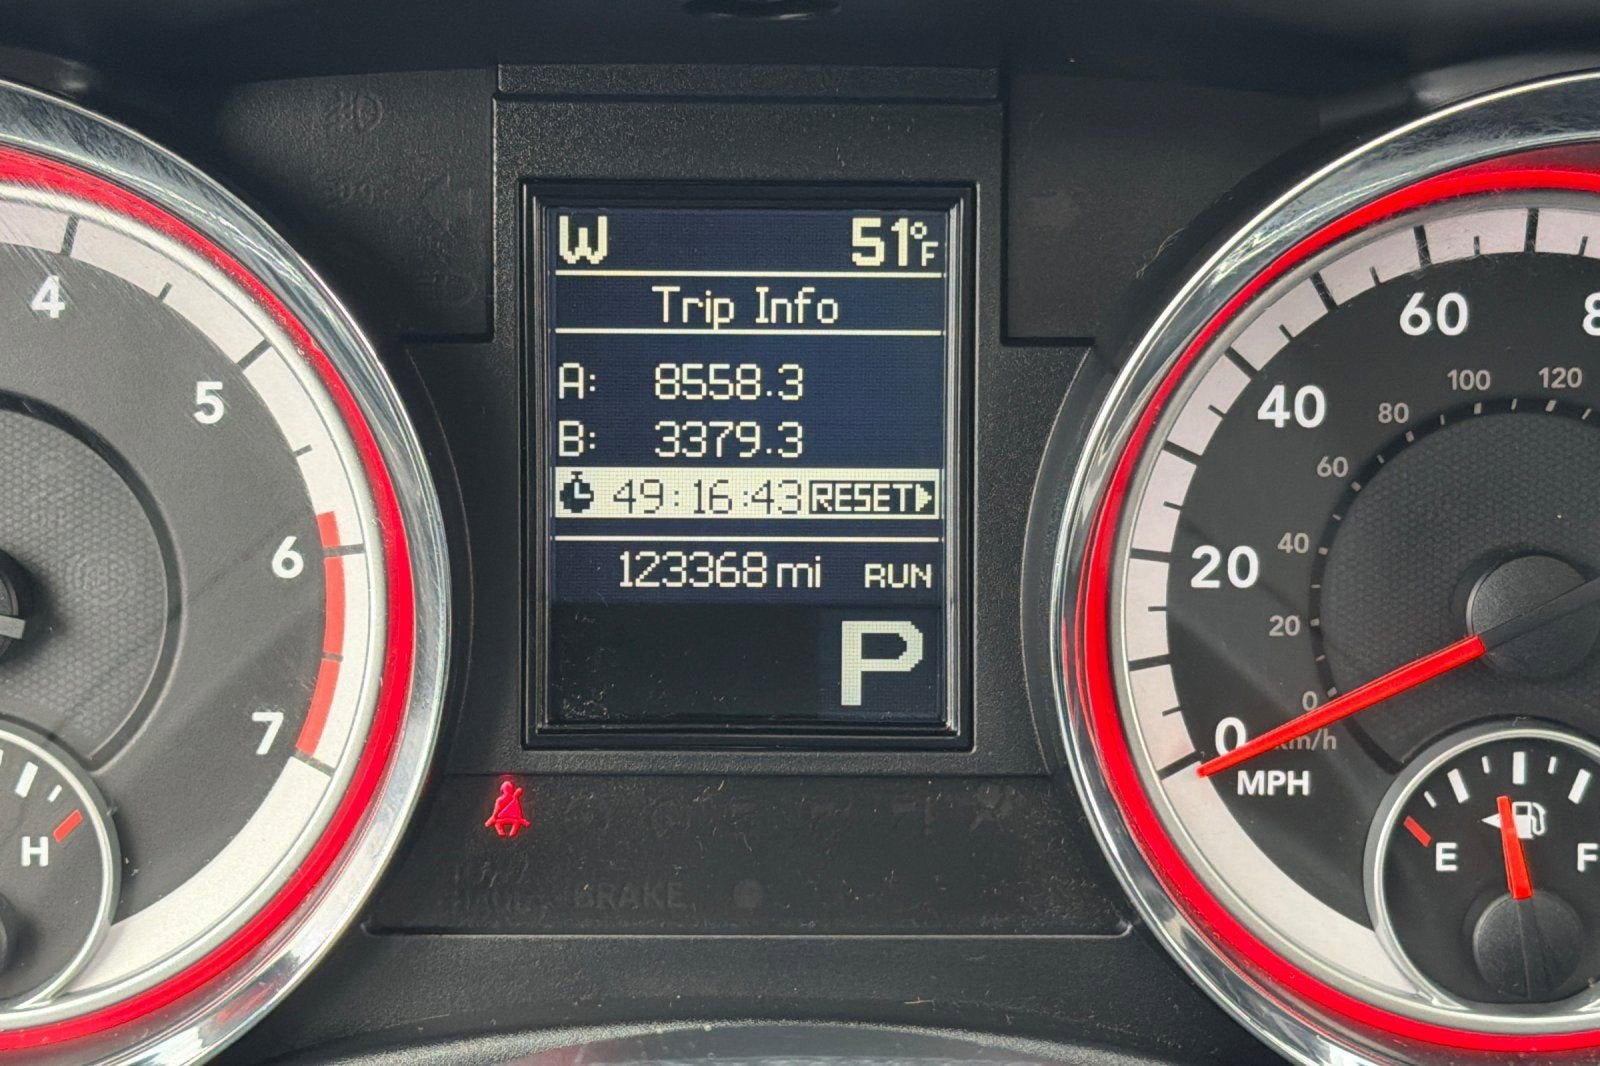 W 51°F
Trip Info
A: 8558.3
B: 3379.3
49:16:43 RESET
123368 mi RUN
P
4
5
6
7
H
0
20
40
60
MPH
0
20
40
60
80
100
120
km/h
E
F
BRAKE